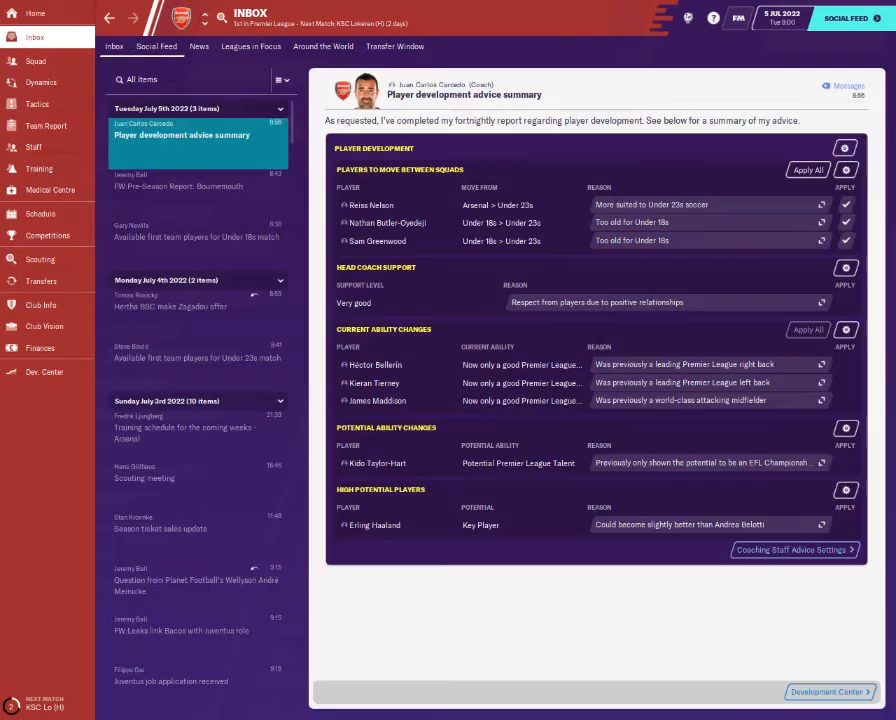 Home
INBOX
1st in Premier League - Next Match: KSC Lokeren (H) (2 days)
FM
5 JUL 2022
Tue 9:00
SOCIAL FEED
Inbox
Squad
Dynamics
Tactics
Team Report
Staff
Training
Medical Centre
Schedule
Competitions
Scouting
Transfers
Club Info
Club Vision
Finances
Dev. Center
2
NEXT MATCH
KSC Lo (H)
Inbox Social Feed News Leagues in Focus Around the World Transfer Window
All Items
Tuesday July 5th 2022 (3 items)
Juan Carlos Carcedo 8:56
Player development advice summary
Jeremy Ball 8:43
FW:Pre-Season Report: Bournemouth
Gary Neville
Available first team players for Under 18s match
Monday July 4th 2022 (2 items)
Tomas Rosicky 8:53
Hertha BSC make Zagadou offer
Steve Bould 8:41
Available first team players for Under 23s match
Sunday July 3rd 2022 (10 items)
Fredrik Ljungberg 21:33
Training schedule for the coming weeks -
Arsenal
Hans Gillhaus 16:46
Scouting meeting
Stan Kroenke 11:48
Season ticket sales update
Jeremy Ball 9:15
Question from Planet Football's Wellyson André
Meinicke
Jeremy Ball 9:15
FW:Leaks link Bacos with Juventus role
Filippo Gai 9:15
Juventus job application received
Juan Carlos Carcedo (Coach)
Player development advice summary
Messages
8:56
As requested, I've completed my fortnightly report regarding player development. See below for a summary of my advice.
PLAYER DEVELOPMENT
PLAYERS TO MOVE BETWEEN SQUADS Apply All
PLAYER MOVE FROM REASON APPLY
Reiss Nelson Arsenal > Under 23s More suited to Under 23s soccer
Nathan Butler-Oyedeji Under 18s > Under 23s Too old for Under 18s
Sam Greenwood Under 18s > Under 23s Too old for Under 18s
HEAD COACH SUPPORT
SUPPORT LEVEL REASON
Very good Respect from players due to positive relationships
CURRENT ABILITY CHANGES Apply All
PLAYER CURRENT ABILITY REASON APPLY
Héctor Bellerín Now only a good Premier League... Was previously a leading Premier League right back
Kieran Tierney Now only a good Premier League... Was previously a leading Premier League left back
James Maddison Now only a good Premier League... Was previously a world-class attacking midfielder
POTENTIAL ABILITY CHANGES
PLAYER POTENTIAL ABILITY REASON APPLY
Kido Taylor-Hart Potential Premier League Talent Previously only shown the potential to be an EFL Championsh...
HIGH POTENTIAL PLAYERS
PLAYER POTENTIAL REASON APPLY
Erling Haaland Key Player Could become slightly better than Andrea Belotti
Coaching Staff Advice Settings >
Development Center >